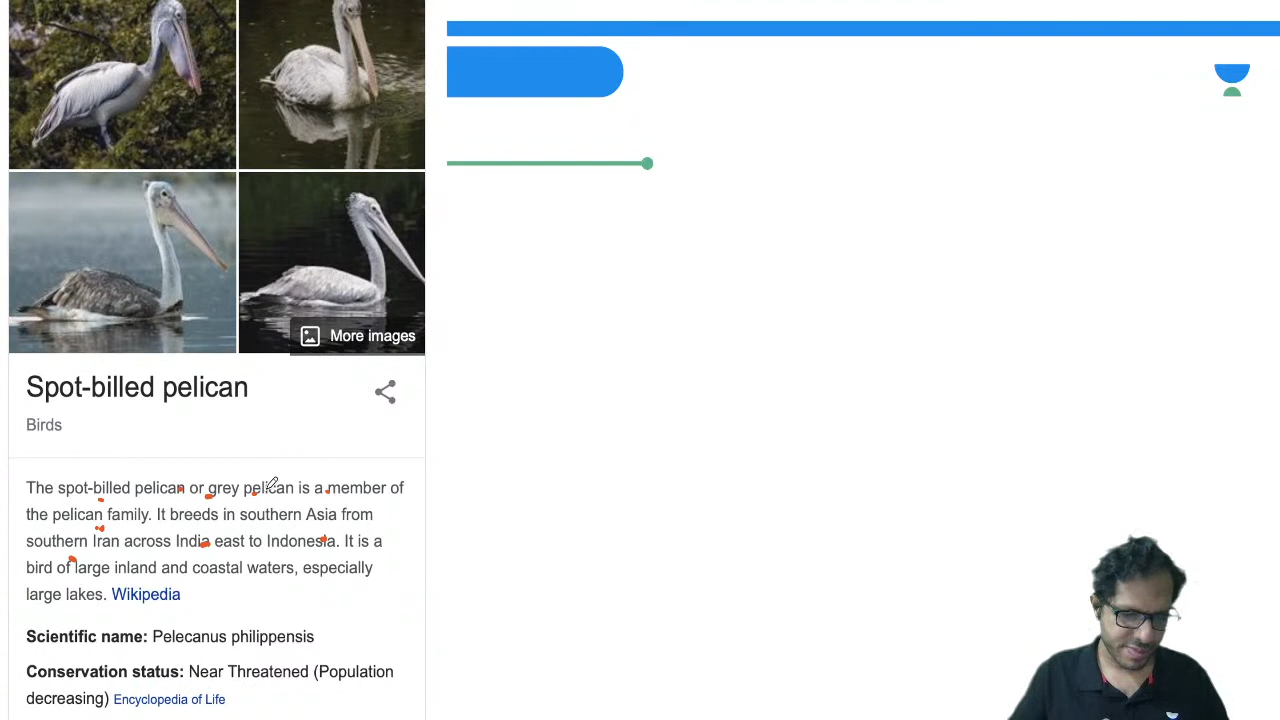 More images
Spot-billed pelican
Birds
The spot-billed pelican or grey pelican is a member of
the pelican family. It breeds in southern Asia from
southern Iran across India east to Indonesia. It is a
bird of large inland and coastal waters, especially
large lakes. Wikipedia
Scientific name: Pelecanus philippensis
Conservation status: Near Threatened (Population
decreasing) Encyclopedia of Life